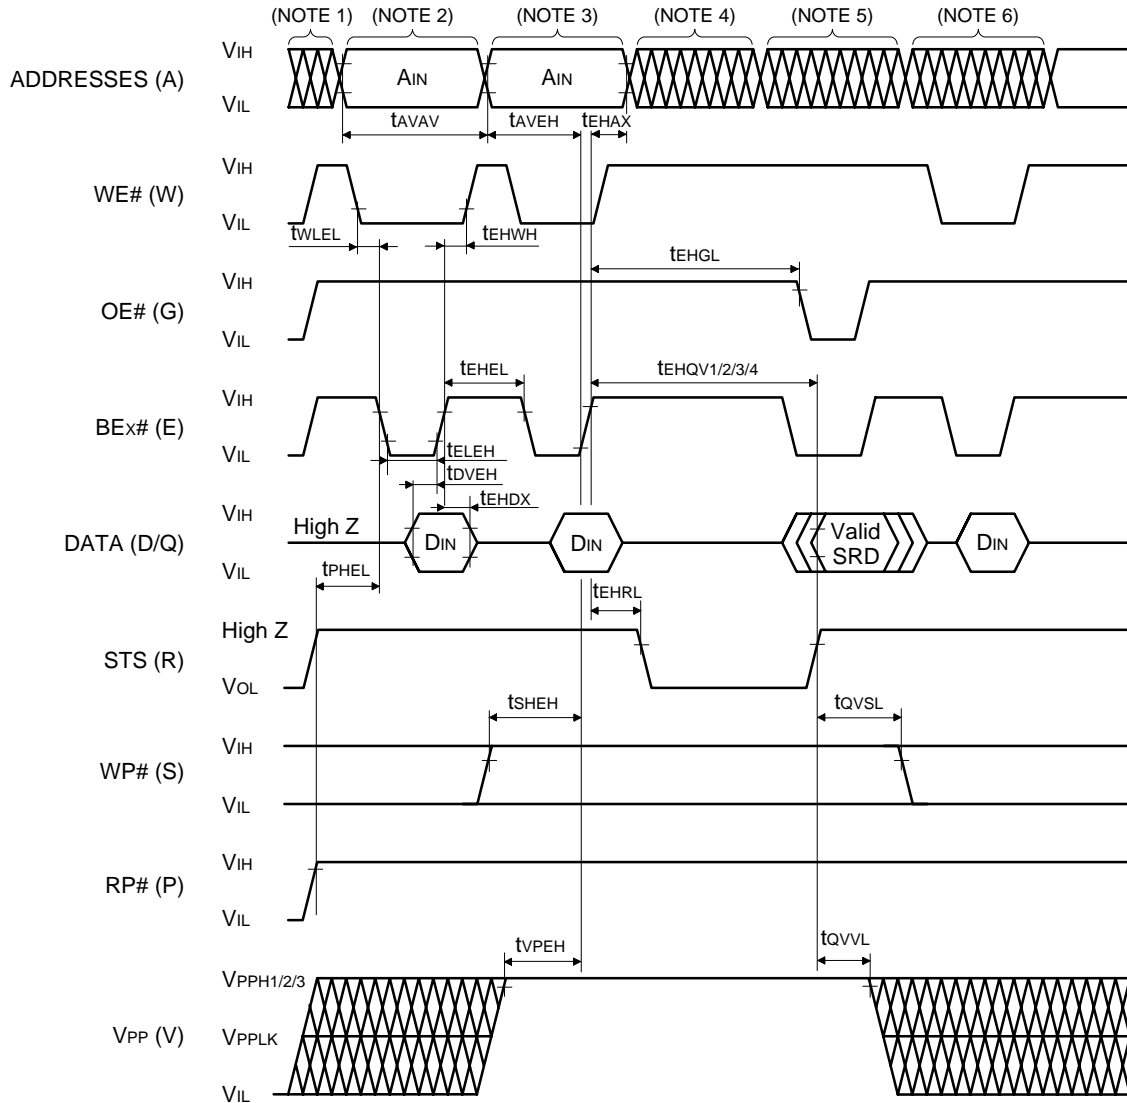 (NOTE 1) (NOTE 2) (NOTE 3) (NOTE 4) (NOTE 5) (NOTE 6)
ADDRESSES (A)
VIH
VIL
AIN AIN
tAVAV tAVEH tEHAX
WE# (W)
VIH
VIL
tWLEL tEHWH
tEHGL
OE# (G)
VIH
VIL
tEHEL tEHQV1/2/3/4
BEX# (E)
VIH
VIL
tELEH
tDVEH
tEHDX
DATA (D/Q)
VIH
VIL
High Z
DIN DIN Valid SRD DIN
tPHEL tEHRL
STS (R)
High Z
VOL
tSHEH tQVSL
WP# (S)
VIH
VIL
RP# (P)
VIH
VIL
tVPEH tQVVL
VPP (V)
VPPH1/2/3
VPPLK
VIL